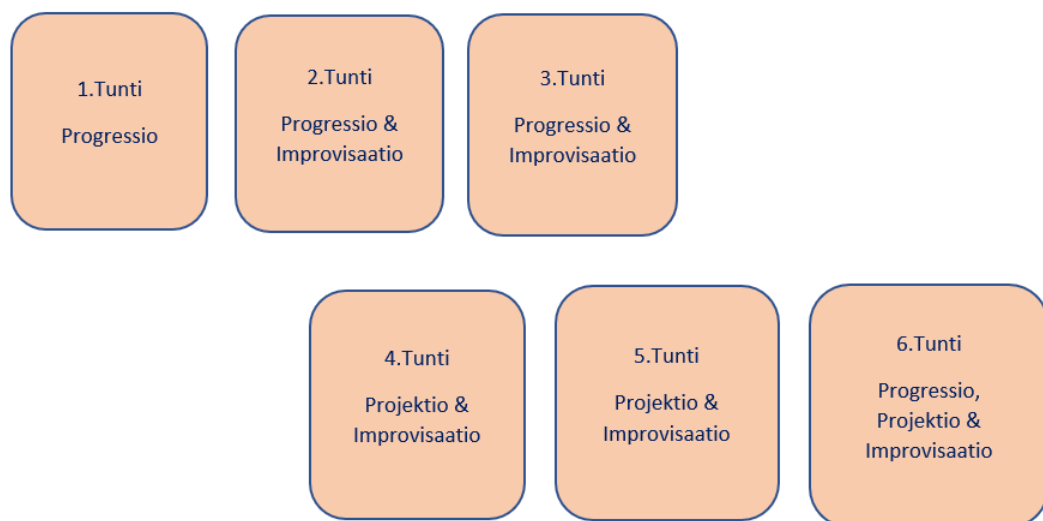 1.Tunti
Progressio
2.Tunti
Progressio &
Improvisaatio
3.Tunti
Progressio &
Improvisaatio
4.Tunti
Projektio &
Improvisaatio
5.Tunti
Projektio &
Improvisaatio
6.Tunti
Progressio,
Projektio &
Improvisaatio